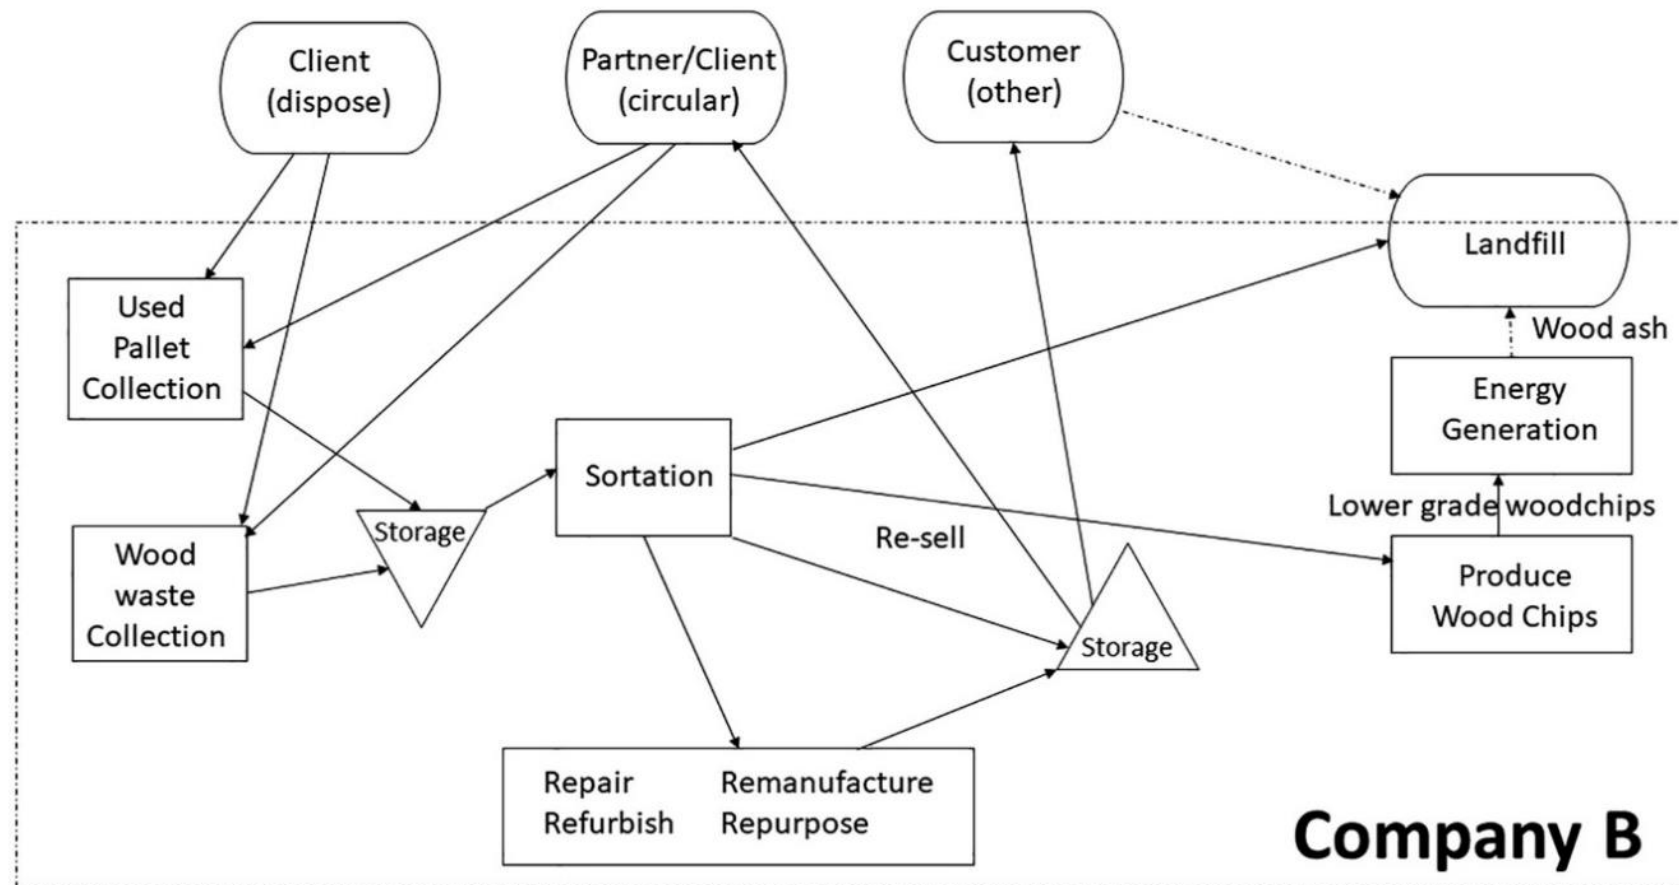 Client
(dispose)
Partner/Client
(circular)
Customer
(other)
Landfill
Wood ash
Used
Pallet
Collection
Energy
Generation
Sortation
Lower grade woodchips
Storage
Re-sell
Wood
waste
Collection
Produce
Wood Chips
Storage
Repair Remanufacture
Refurbish Repurpose
Company B